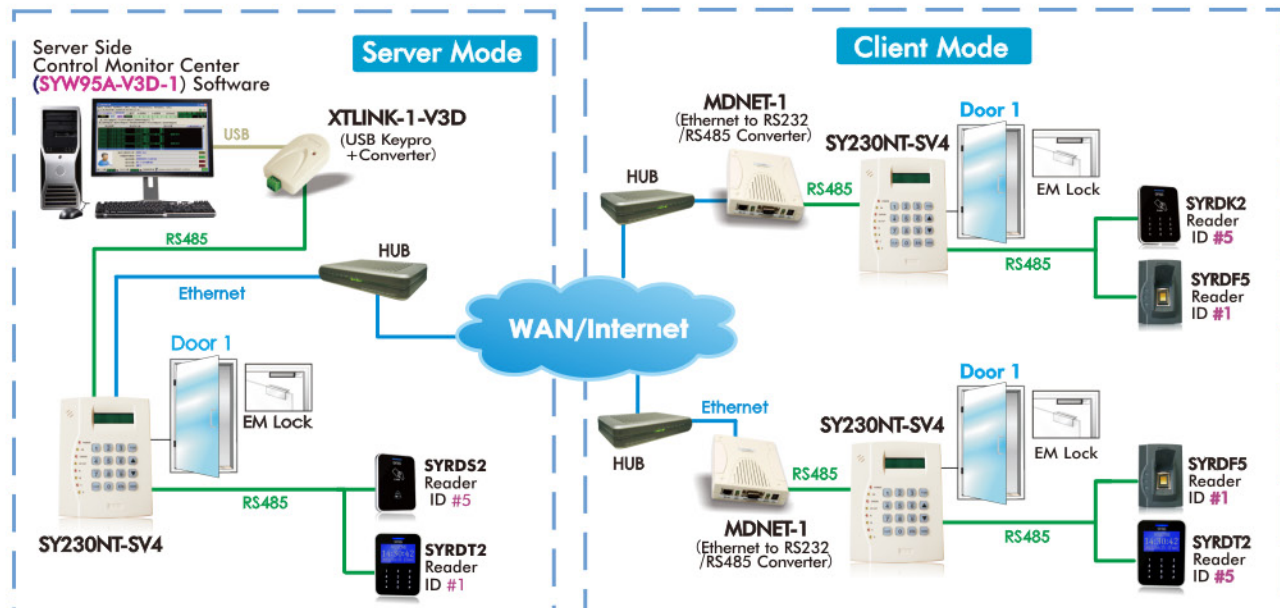 Server Mode
Server Side
Control Monitor Center
(SYW95A-V3D-1) Software
USB
XTLINK-1-V3D
(USB Keypro
+Converter)
RS485
HUB
Ethernet
Door 1
EM Lock
SY230NT-SV4
RS485
SYRDS2
Reader
ID #5
SYRDT2
Reader
ID #1
WAN/Internet
Client Mode
MDNET-1
(Ethernet to RS232
/RS485 Converter)
HUB
RS485
SY230NT-SV4
Door 1
EM Lock
RS485
SYRDK2
Reader
ID #5
SYRDF5
Reader
ID #1
HUB
Ethernet
MDNET-1
(Ethernet to RS232
/RS485 Converter)
RS485
SY230NT-SV4
Door 1
EM Lock
RS485
SYRDF5
Reader
ID #1
SYRDT2
Reader
ID #5